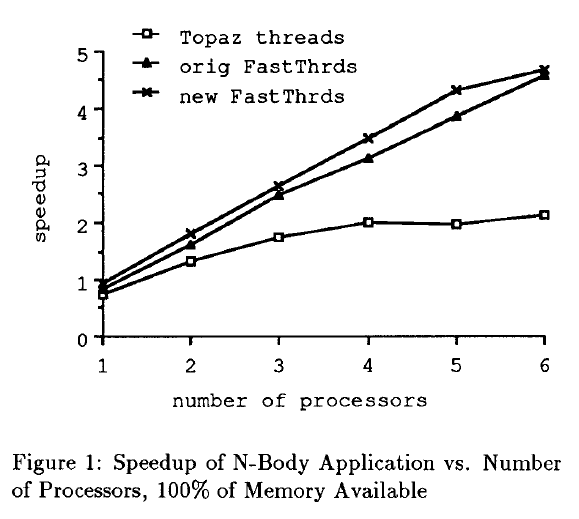 Topaz threads
orig FastThrds
new FastThrds
5
4
3
2
1
0
speedup
1 2 3 4 5 6
number of processors
Figure 1: Speedup of N-Body Application vs. Number
of Processors, 100% of Memory Available